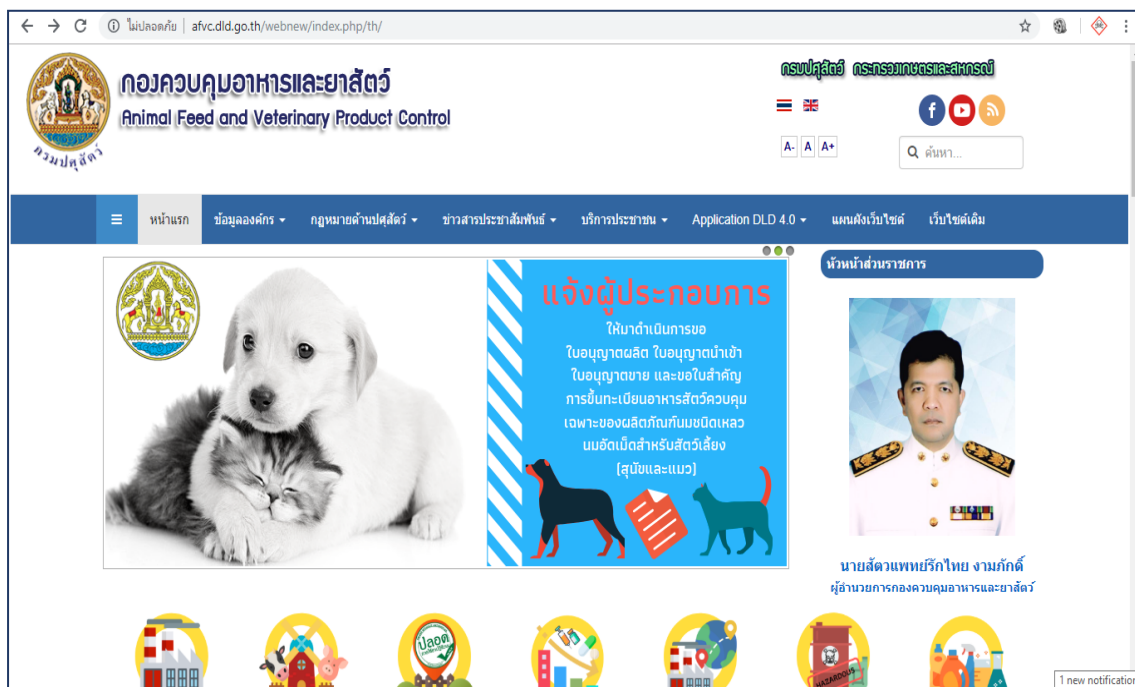 ไม่ปลอดภัย | afvc.dld.go.th/webnew/index.php/th/
กรมปศุสัตว์
กองควบคุมอาหารและยาสัตว์
Animal Feed and Veterinary Product Control
กรมปศุสัตว์ กระทรวงเกษตรและสหกรณ์
A- A A+
ค้นหา...
หน้าแรก ข้อมูลองค์กร กฎหมายด้านปศุสัตว์ ข่าวสารประชาสัมพันธ์ บริการประชาชน Application DLD 4.0 แผนผังเว็บไซต์ เว็บไซต์เดิม
แจ้งผู้ประกอบการ
ให้มาดำเนินการขอ
ใบอนุญาตผลิต ใบอนุญาตนำเข้า
ใบอนุญาตขาย และขอใบสำคัญ
การขึ้นทะเบียนอาหารสัตว์ควบคุม
เฉพาะของผลิตภัณฑ์นมชนิดเหลว
นมอัดเม็ดสำหรับสัตว์เลี้ยง
(สุนัขและแมว)
หัวหน้าส่วนราชการ
นายสัตวแพทย์รักไทย งามภักดิ์
ผู้อำนวยการกองควบคุมอาหารและยาสัตว์
ปลอด
HAZARDOUS
1 new notification